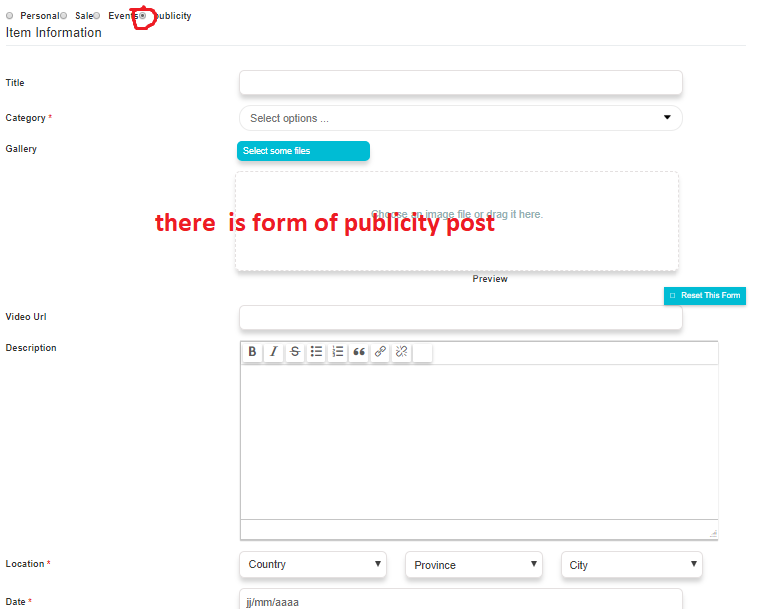 Personal Sale Events publicity
Item Information
Title
Category * Select options ...
Gallery Select some files
Choose an image file or drag it here.
there is form of publicity post
Preview
Reset This Form
Video Url
Description B I S
Location * Country Province City
Date * jj/mm/aaaa